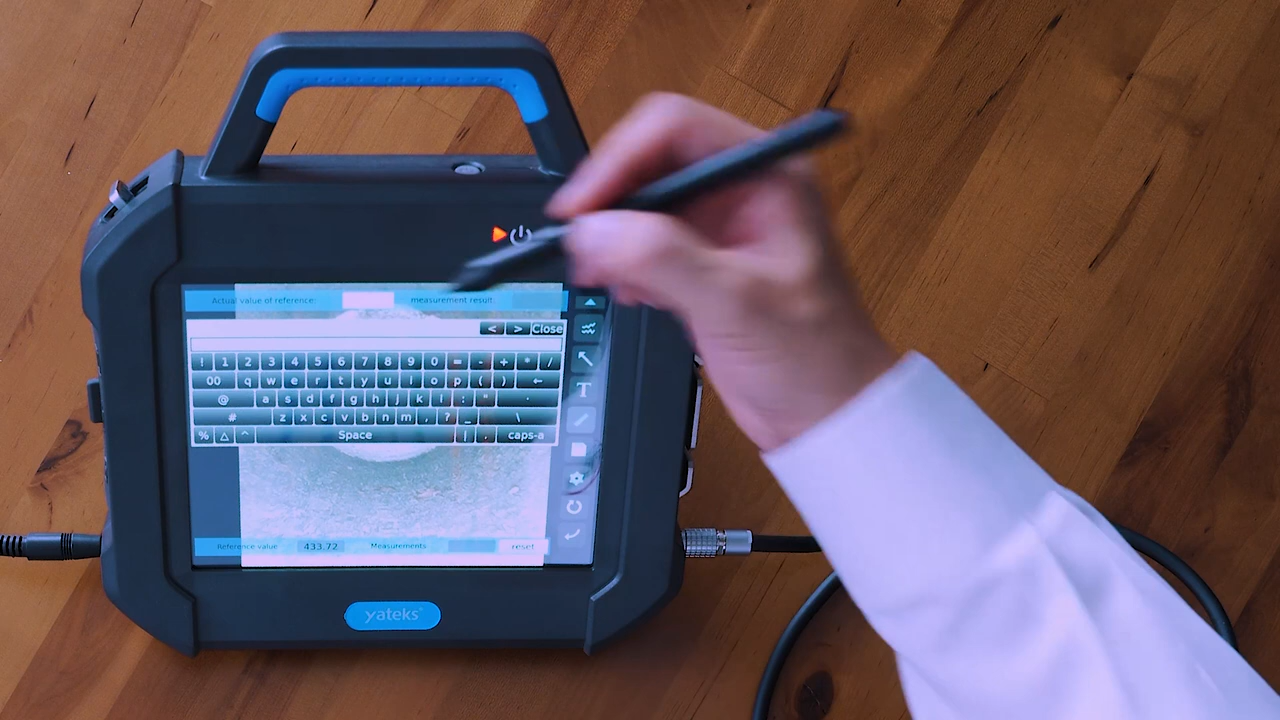 Actual value of reference: measurement result:
< > Close
! 1 2 3 4 5 6 7 8 9 0 = - + * /
00 q w e r t y u i o p ( ) ←
@ a s d f g h j k l : " .
# z x c v b n m , ? _ \
% △ ^ Space | , caps-a
T
Reference value 433.72 Measurements reset
yateks